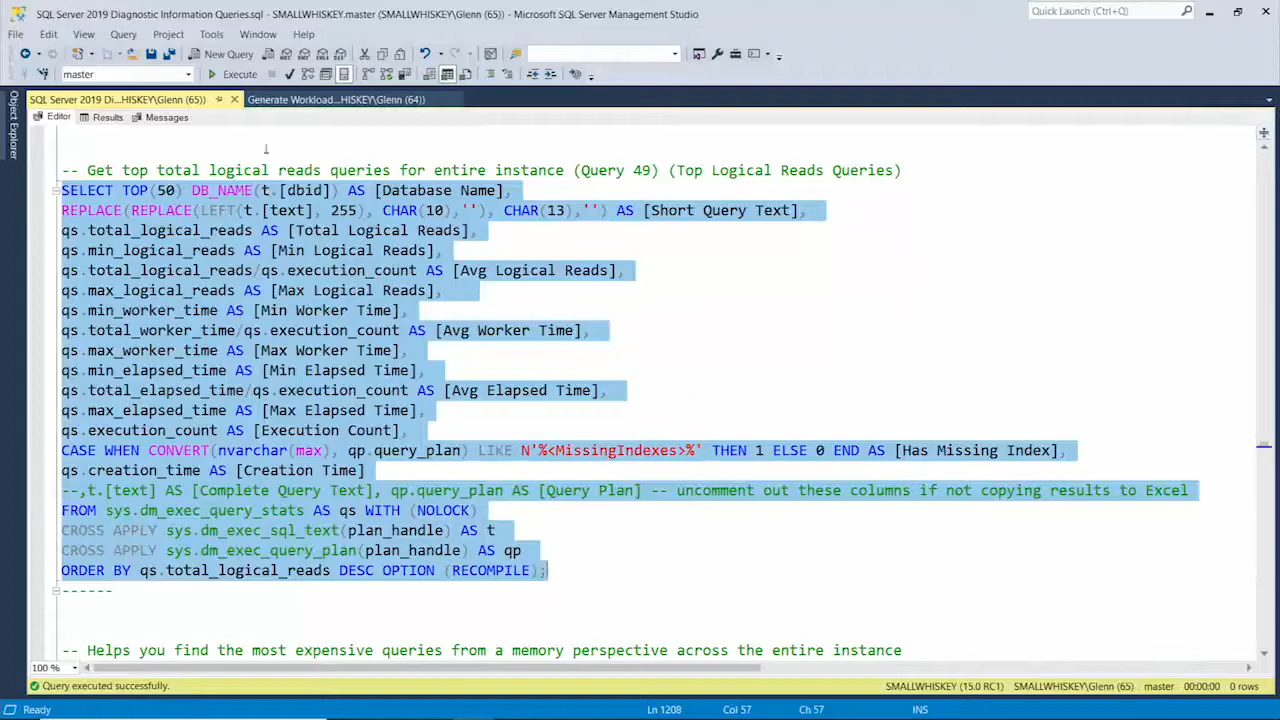 SQL Server 2019 Diagnostic Information Queries.sql - SMALLWHISKEY.master (SMALLWHISKEY\Glenn (65)) - Microsoft SQL Server Management Studio
Quick Launch (Ctrl+Q)
File Edit View Query Project Tools Window Help
New Query
master Execute
SQL Server 2019 Di...HISKEY\Glenn (65)) Generate Workload...HISKEY\Glenn (64))
Object Explorer
Editor Results Messages
-- Get top total logical reads queries for entire instance (Query 49) (Top Logical Reads Queries)
SELECT TOP(50) DB_NAME(t.[dbid]) AS [Database Name],
REPLACE(REPLACE(LEFT(t.[text], 255), CHAR(10),''), CHAR(13),'') AS [Short Query Text],
qs.total_logical_reads AS [Total Logical Reads],
qs.min_logical_reads AS [Min Logical Reads],
qs.total_logical_reads/qs.execution_count AS [Avg Logical Reads],
qs.max_logical_reads AS [Max Logical Reads],
qs.min_worker_time AS [Min Worker Time],
qs.total_worker_time/qs.execution_count AS [Avg Worker Time],
qs.max_worker_time AS [Max Worker Time],
qs.min_elapsed_time AS [Min Elapsed Time],
qs.total_elapsed_time/qs.execution_count AS [Avg Elapsed Time],
qs.max_elapsed_time AS [Max Elapsed Time],
qs.execution_count AS [Execution Count],
CASE WHEN CONVERT(nvarchar(max), qp.query_plan) LIKE N'%<MissingIndexes>%' THEN 1 ELSE 0 END AS [Has Missing Index],
qs.creation_time AS [Creation Time]
--,t.[text] AS [Complete Query Text], qp.query_plan AS [Query Plan] -- uncomment out these columns if not copying results to Excel
FROM sys.dm_exec_query_stats AS qs WITH (NOLOCK)
CROSS APPLY sys.dm_exec_sql_text(plan_handle) AS t
CROSS APPLY sys.dm_exec_query_plan(plan_handle) AS qp
ORDER BY qs.total_logical_reads DESC OPTION (RECOMPILE);
------
-- Helps you find the most expensive queries from a memory perspective across the entire instance
100 %
Query executed successfully. SMALLWHISKEY (15.0 RC1) SMALLWHISKEY\Glenn (65) master 00:00:00 0 rows
Ready Ln 1208 Col 57 Ch 57 INS